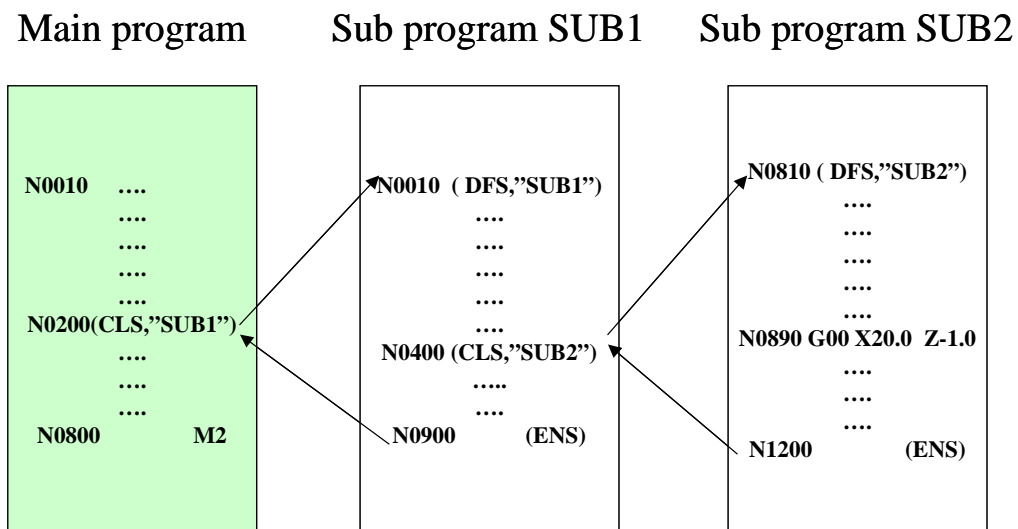 Main program
Sub program SUB1
Sub program SUB2
N0010 ….
….
….
….
….
N0200(CLS,”SUB1”)
….
….
….
N0800 M2
N0010 ( DFS,”SUB1”)
….
….
….
….
….
N0400 (CLS,”SUB2”)
…..
….
N0900 (ENS)
N0810 ( DFS,”SUB2”)
….
….
….
….
….
N0890 G00 X20.0 Z-1.0
….
….
….
N1200 (ENS)